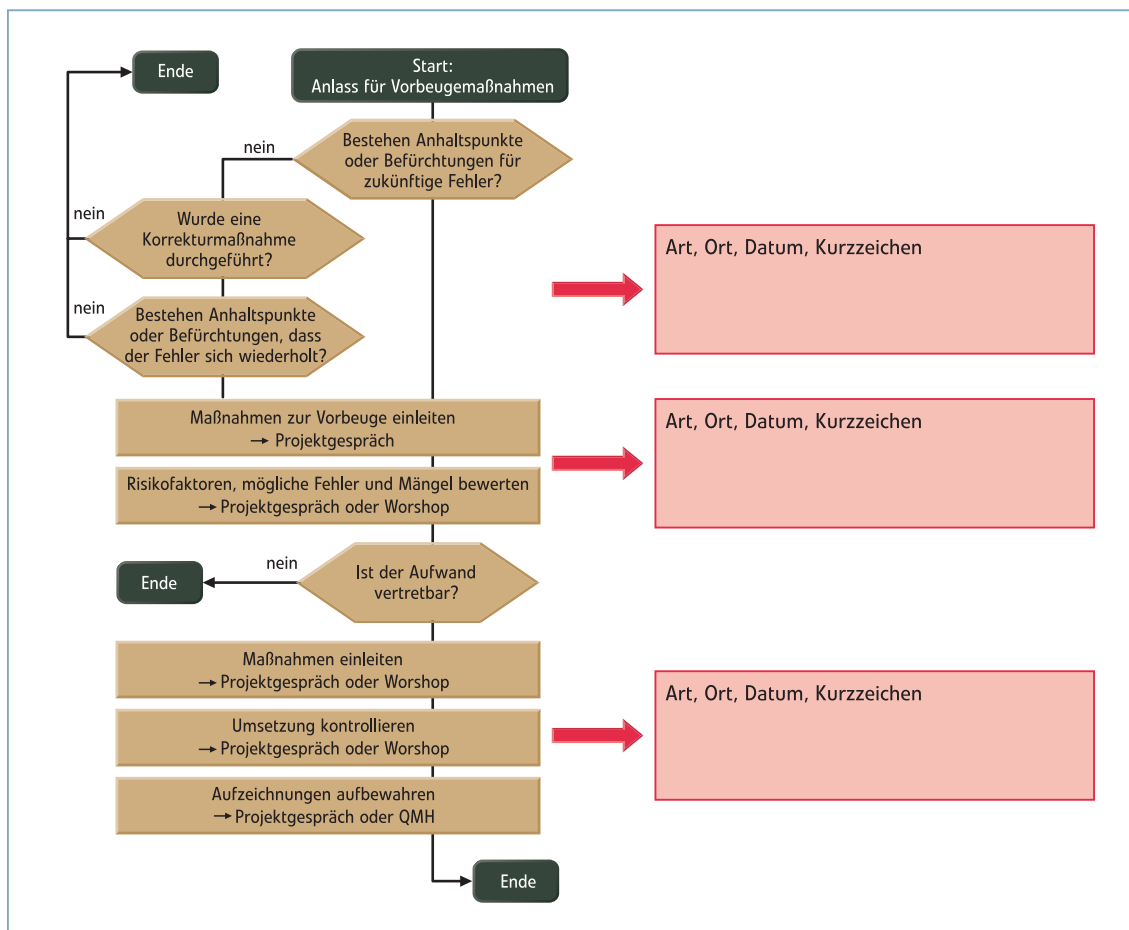 Ende
Start:
Anlass für Vorbeugemaßnahmen
nein
Bestehen Anhaltspunkte
oder Befürchtungen für
zukünftige Fehler?
nein
Wurde eine
Korrekturmaßnahme
durchgeführt?
Art, Ort, Datum, Kurzzeichen
nein
Bestehen Anhaltspunkte
oder Befürchtungen, dass
der Fehler sich wiederholt?
Maßnahmen zur Vorbeuge einleiten
→ Projektgespräch
Art, Ort, Datum, Kurzzeichen
Risikofaktoren, mögliche Fehler und Mängel bewerten
→ Projektgespräch oder Worshop
nein
Ende
Ist der Aufwand
vertretbar?
Maßnahmen einleiten
→ Projektgespräch oder Worshop
Art, Ort, Datum, Kurzzeichen
Umsetzung kontrollieren
→ Projektgespräch oder Worshop
Aufzeichnungen aufbewahren
→ Projektgespräch oder QMH
Ende